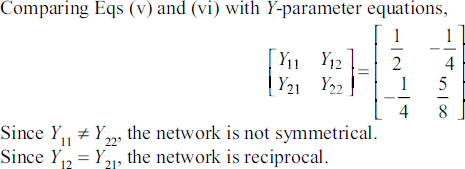 Comparing Eqs (v) and (vi) with Y-parameter equations,
[Y₁₁ Y₁₂; Y₂₁ Y₂₂] = [1/2 -1/4; -1/4 5/8]
Since Y₁₁ ≠ Y₂₂, the network is not symmetrical.
Since Y₁₂ = Y₂₁, the network is reciprocal.